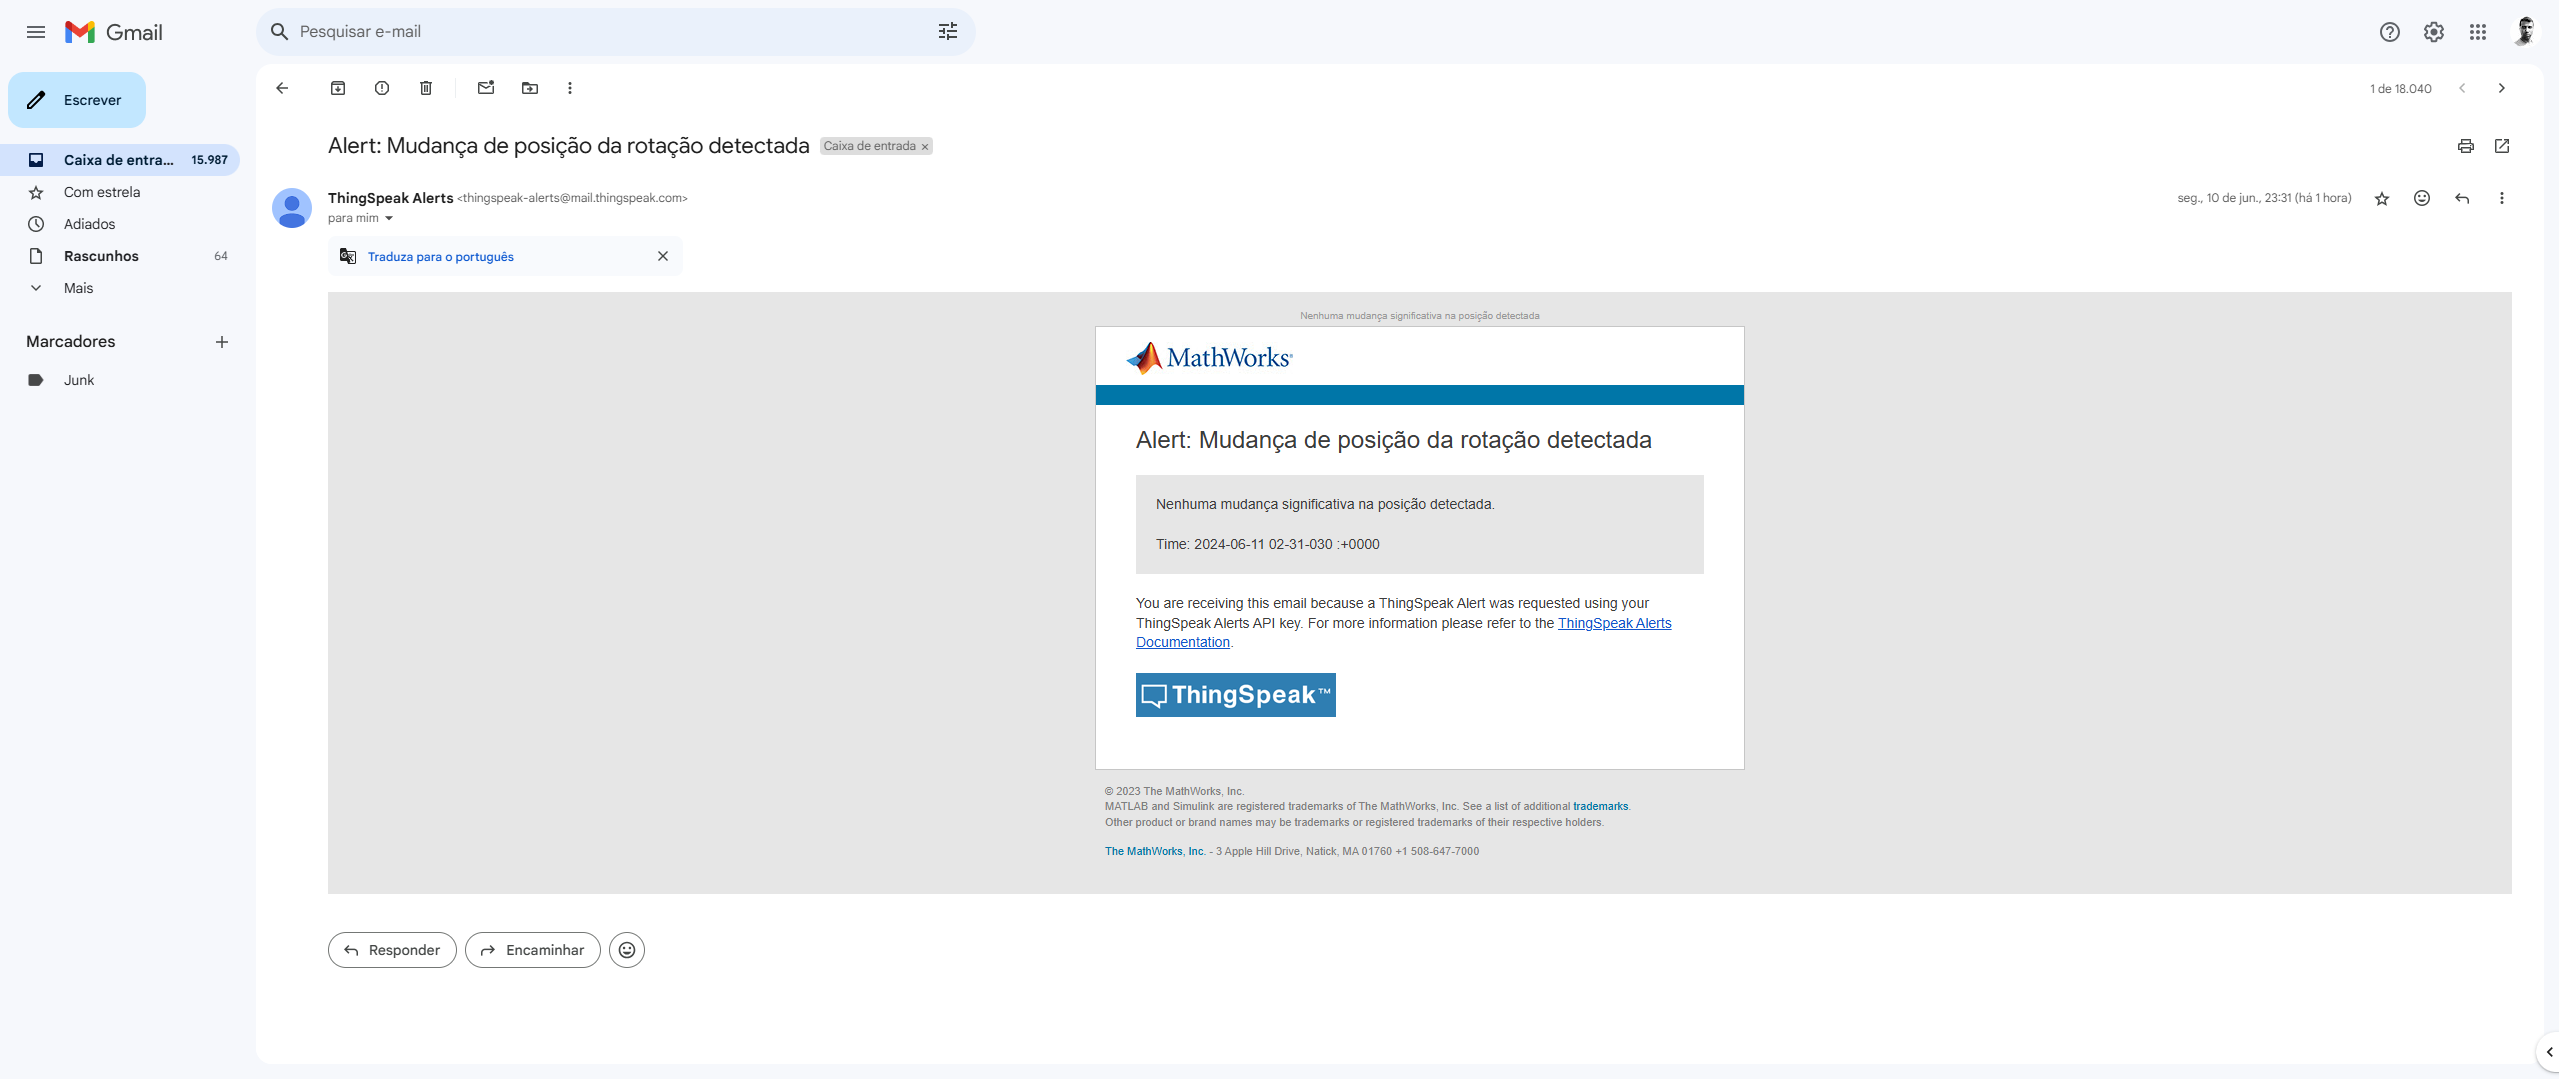 Gmail
Pesquisar e-mail
Escrever
1 de 18.040
Alert: Mudança de posição da rotação detectada Caixa de entrada ×
Caixa de entra... 15.987
Com estrela
Adiados
Rascunhos 64
Mais
Marcadores +
Junk
ThingSpeak Alerts <thingspeak-alerts@mail.thingspeak.com>
seg., 10 de jun., 23:31 (há 1 hora)
para mim
Traduza para o português
Nenhuma mudança significativa na posição detectada
MathWorks®
Alert: Mudança de posição da rotação detectada
Nenhuma mudança significativa na posição detectada.
Time: 2024-06-11 02-31-030 :+0000
You are receiving this email because a ThingSpeak Alert was requested using your
ThingSpeak Alerts API key. For more information please refer to the ThingSpeak Alerts
Documentation.
ThingSpeak™
© 2023 The MathWorks, Inc.
MATLAB and Simulink are registered trademarks of The MathWorks, Inc. See a list of additional trademarks.
Other product or brand names may be trademarks or registered trademarks of their respective holders.
The MathWorks, Inc. - 3 Apple Hill Drive, Natick, MA 01760 +1 508-647-7000
Responder
Encaminhar